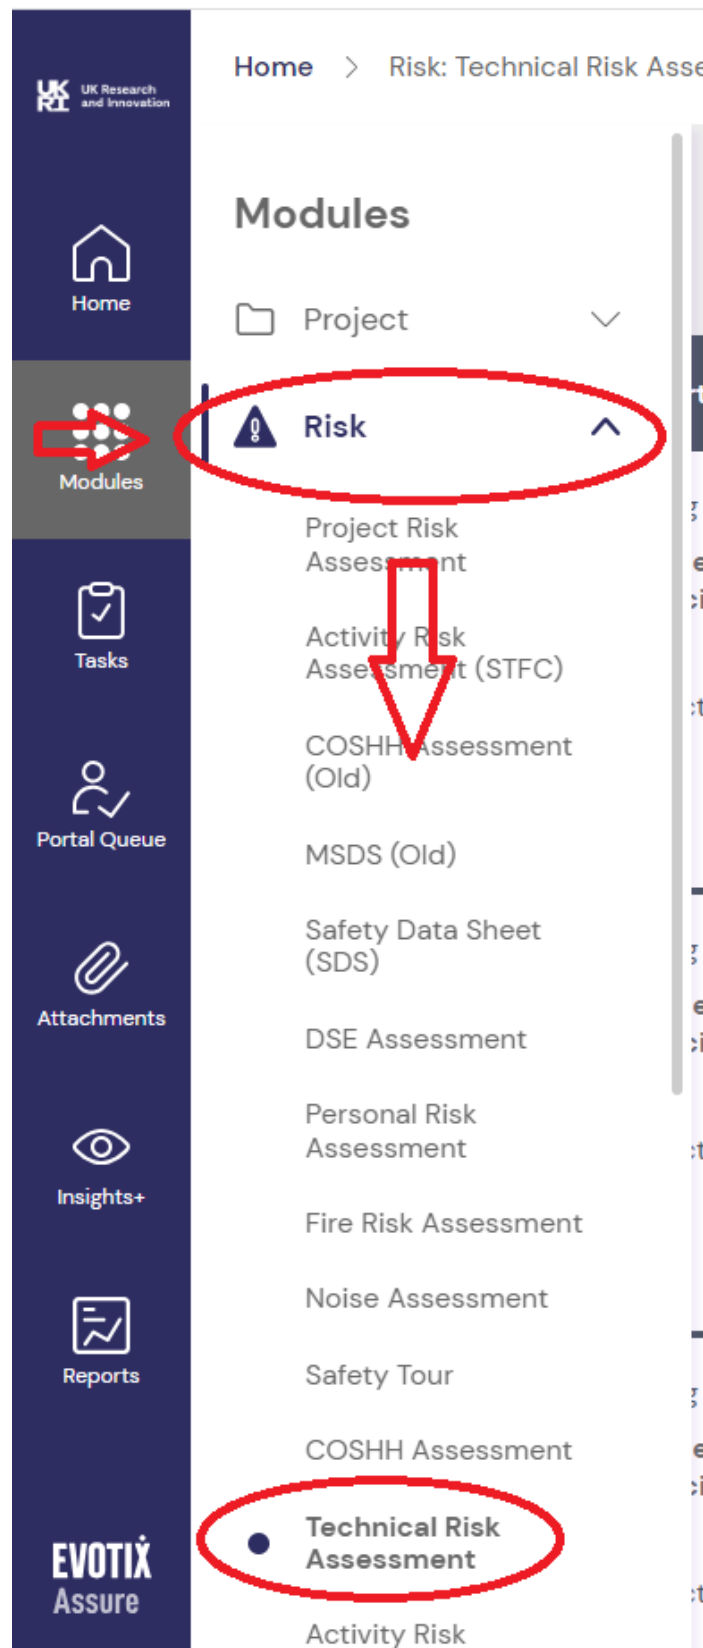 UK RI
UK Research
and Innovation
Home
Modules
Tasks
Portal Queue
Attachments
Insights+
Reports
EVOTIX
Assure
Home > Risk: Technical Risk
Modules
Project
Risk
Project Risk
Assessment
Activity Risk
Assessment (STFC)
COSHH Assessment
(Old)
MSDS (Old)
Safety Data Sheet
(SDS)
DSE Assessment
Personal Risk
Assessment
Fire Risk Assessment
Noise Assessment
Safety Tour
COSHH Assessment
Technical Risk
Assessment
Activity Risk